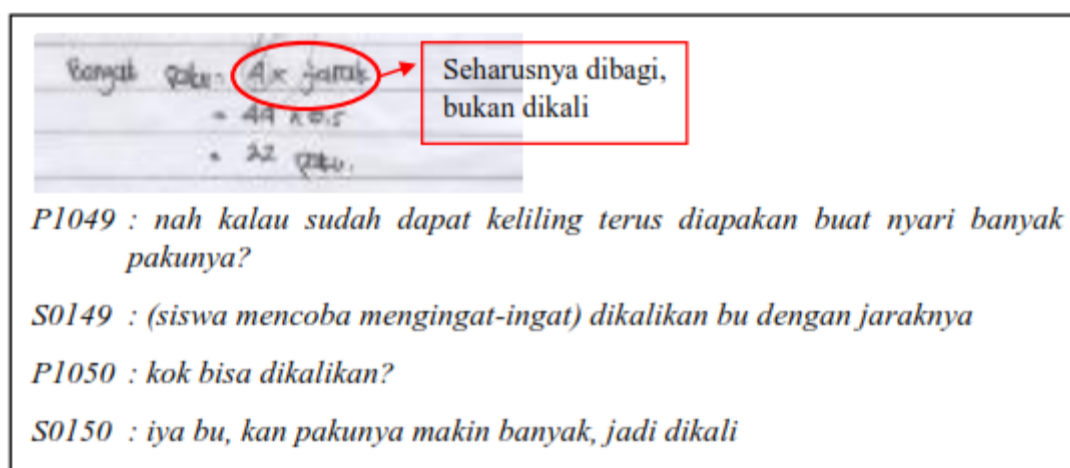 Banyak paku = A x jarak
= 44 x 0.5
= 22 paku.
Seharusnya dibagi,
bukan dikali
P1049 : nah kalau sudah dapat keliling terus diapakan buat nyari banyak
pakunya?
S0149 : (siswa mencoba mengingat-ingat) dikalikan bu dengan jaraknya
P1050 : kok bisa dikalikan?
S0150 : iya bu, kan pakunya makin banyak, jadi dikali